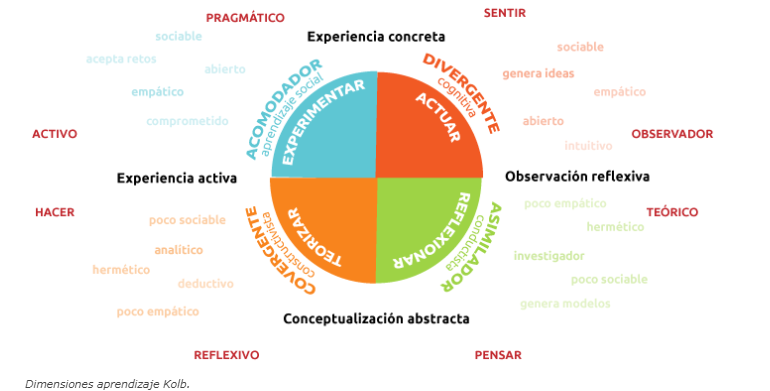 PRAGMÁTICO
SENTIR
Experiencia concreta
sociable
acepta retos
abierto
empático
comprometido
ACOMODADOR
aprendizaje social
EXPERIMENTAR
DIVERGENTE
cognitiva
ACTUAR
sociable
genera ideas
empático
abierto
intuitivo
ACTIVO
OBSERVADOR
Experiencia activa
Observación reflexiva
HACER
TEÓRICO
poco sociable
analítico
hermético
deductivo
poco empático
COVERGENTE
constructivista
TEORIZAR
ASIMILADOR
conductista
REFLEXIONAR
poco empático
hermético
investigador
poco sociable
genera modelos
Conceptualización abstracta
REFLEXIVO
PENSAR
Dimensiones aprendizaje Kolb.